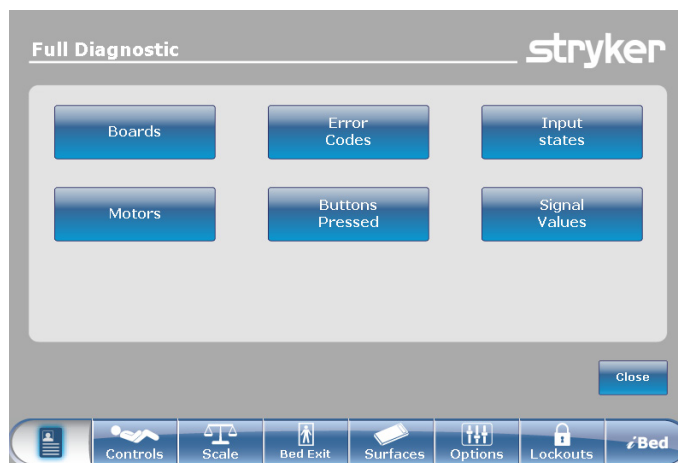 Full Diagnostic
stryker
Boards
Error
Codes
Input
states
Motors
Buttons
Pressed
Signal
Values
Close
Controls
Scale
Bed Exit
Surfaces
Options
Lockouts
iBed